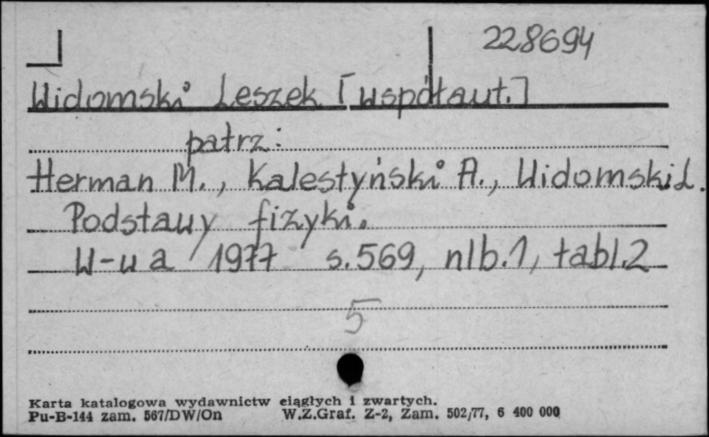 228694
Widomski Leszek [współaut.]
patrz:
Herman M., Kalestyński A., Widomski L.
Podstawy fizyki.
W-wa 1977 s.569, nlb.1, tabl.2
5
Karta katalogowa wydawnictw ciągłych i zwartych.
Pu-B-144 zam. 567/DW/On W.Z.Graf. Z-2, Zam. 502/77, 6 400 000